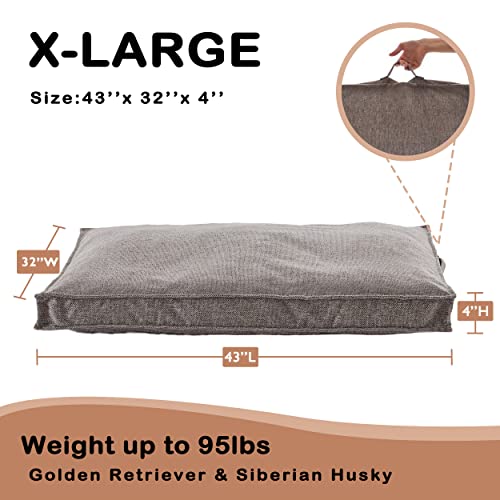 X-LARGE
Size:43’’x 32’’x 4’’
32”W
4”H
43”L
Weight up to 95lbs
Golden Retriever & Siberian Husky